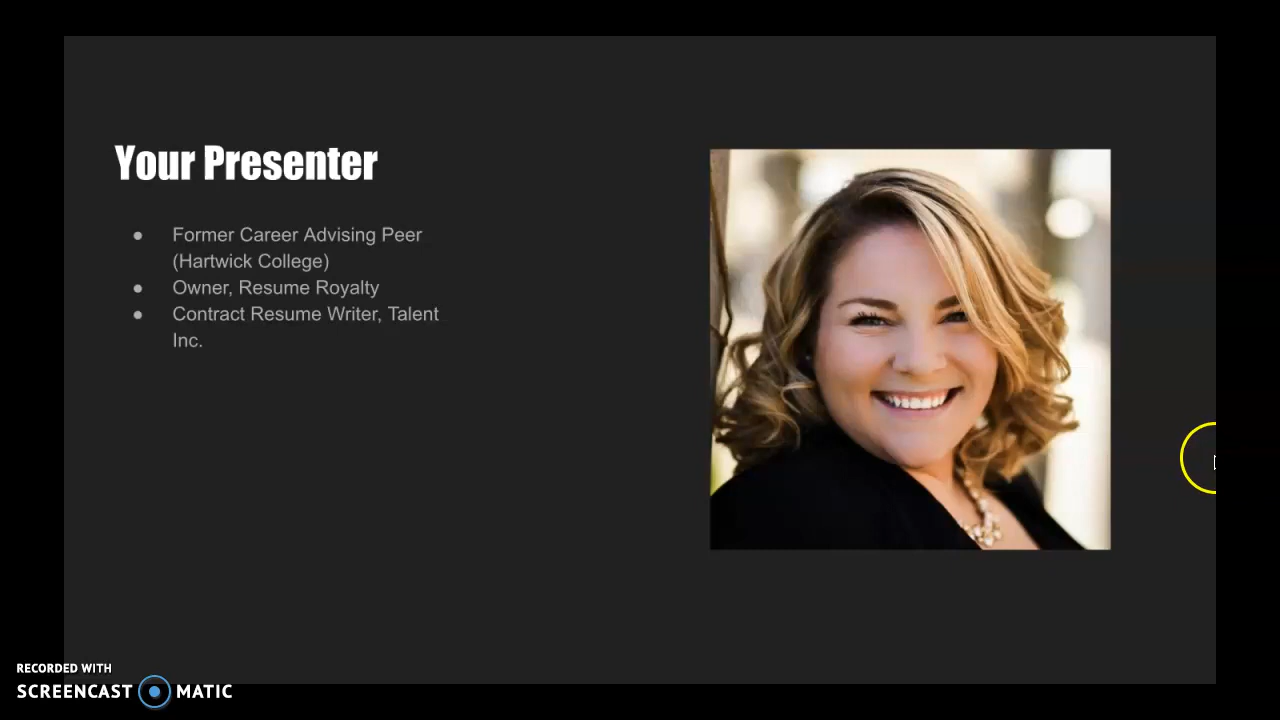 Your Presenter
● Former Career Advising Peer
(Hartwick College)
● Owner, Resume Royalty
● Contract Resume Writer, Talent
Inc.
RECORDED WITH
SCREENCAST MATIC